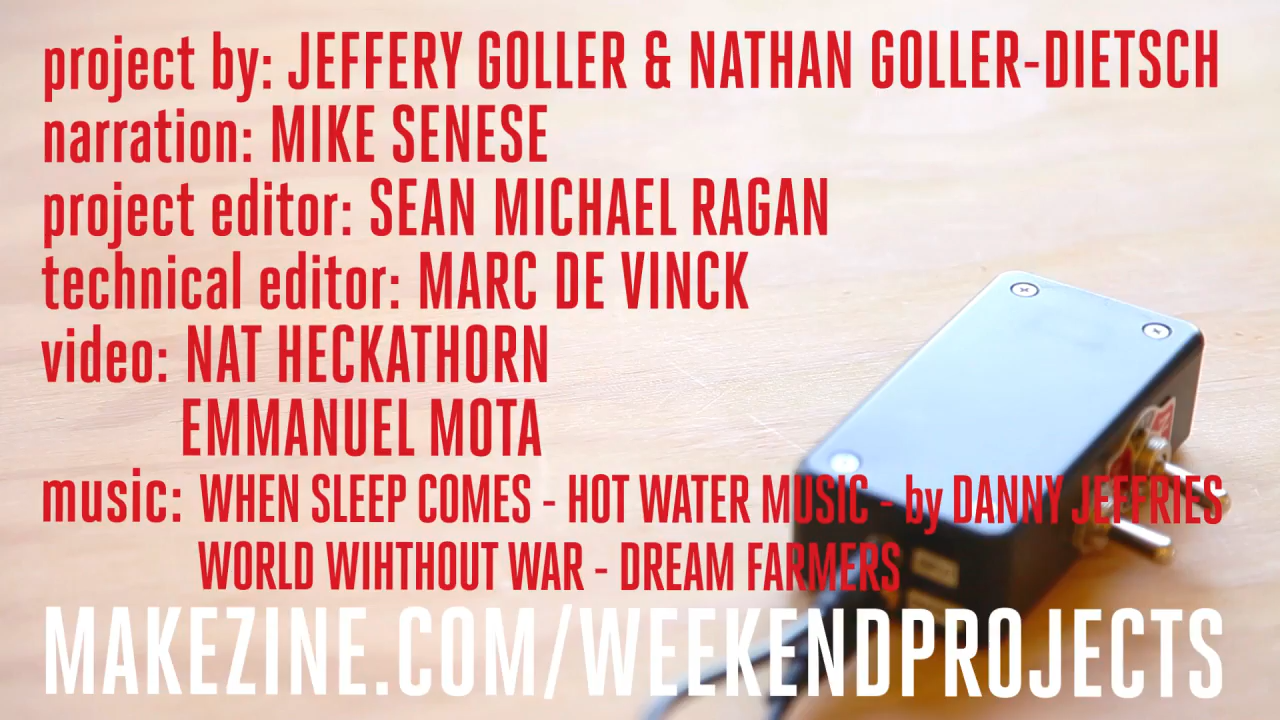 project by: JEFFERY GOLLER & NATHAN GOLLER-DIETSCH
narration: MIKE SENESE
project editor: SEAN MICHAEL RAGAN
technical editor: MARC DE VINCK
video: NAT HECKATHORN
EMMANUEL MOTA
music: WHEN SLEEP COMES - HOT WATER MUSIC - by DANNY JEFFRIES
WORLD WIHTHOUT WAR - DREAM FARMERS
MAKEZINE.COM/WEEKENDPROJECTS